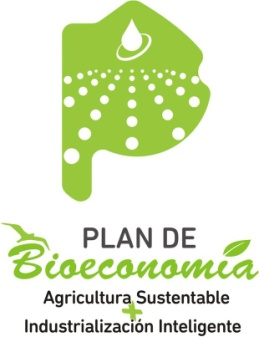 PLAN DE
Bioeconomía
Agricultura Sustentable
+
Industrialización Inteligente